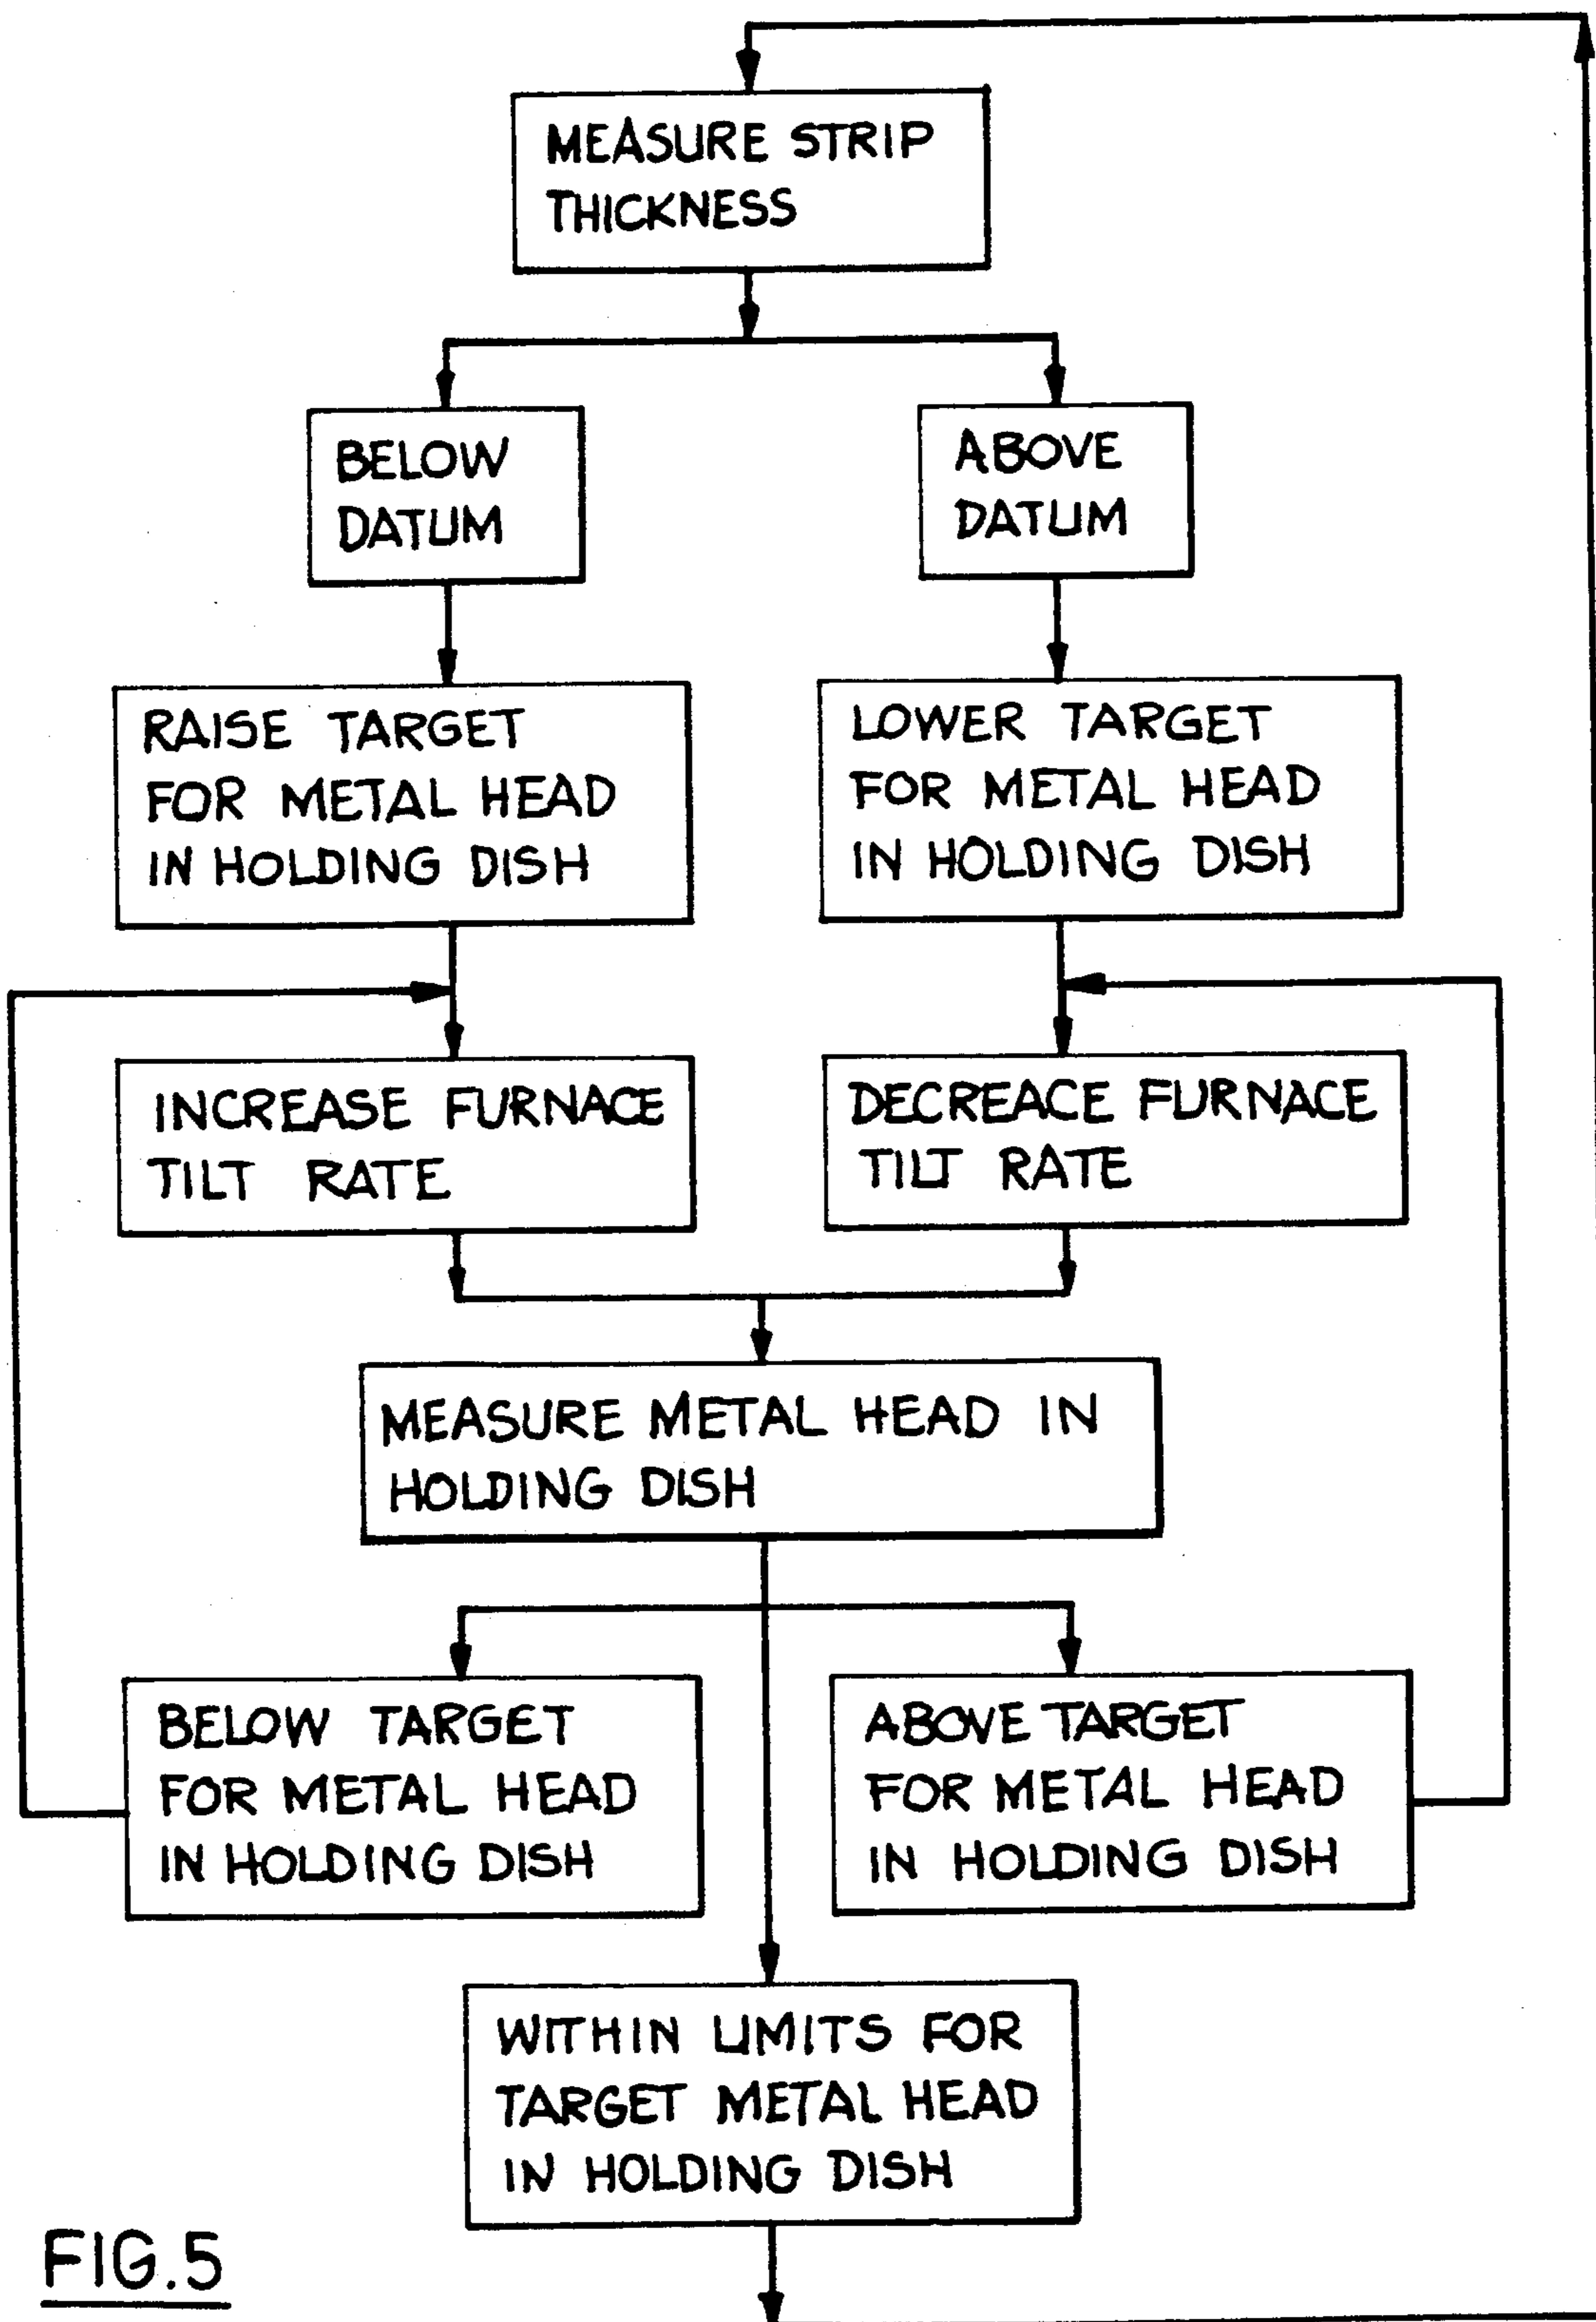 MEASURE STRIP
THICKNESS
BELOW
DATUM
ABOVE
DATUM
RAISE TARGET
FOR METAL HEAD
IN HOLDING DISH
LOWER TARGET
FOR METAL HEAD
IN HOLDING DISH
INCREASE FURNACE
TILT RATE
DECREACE FURNACE
TILT RATE
MEASURE METAL HEAD IN
HOLDING DISH
BELOW TARGET
FOR METAL HEAD
IN HOLDING DISH
ABOVE TARGET
FOR METAL HEAD
IN HOLDING DISH
WITHIN LIMITS FOR
TARGET METAL HEAD
IN HOLDING DISH
FIG.5